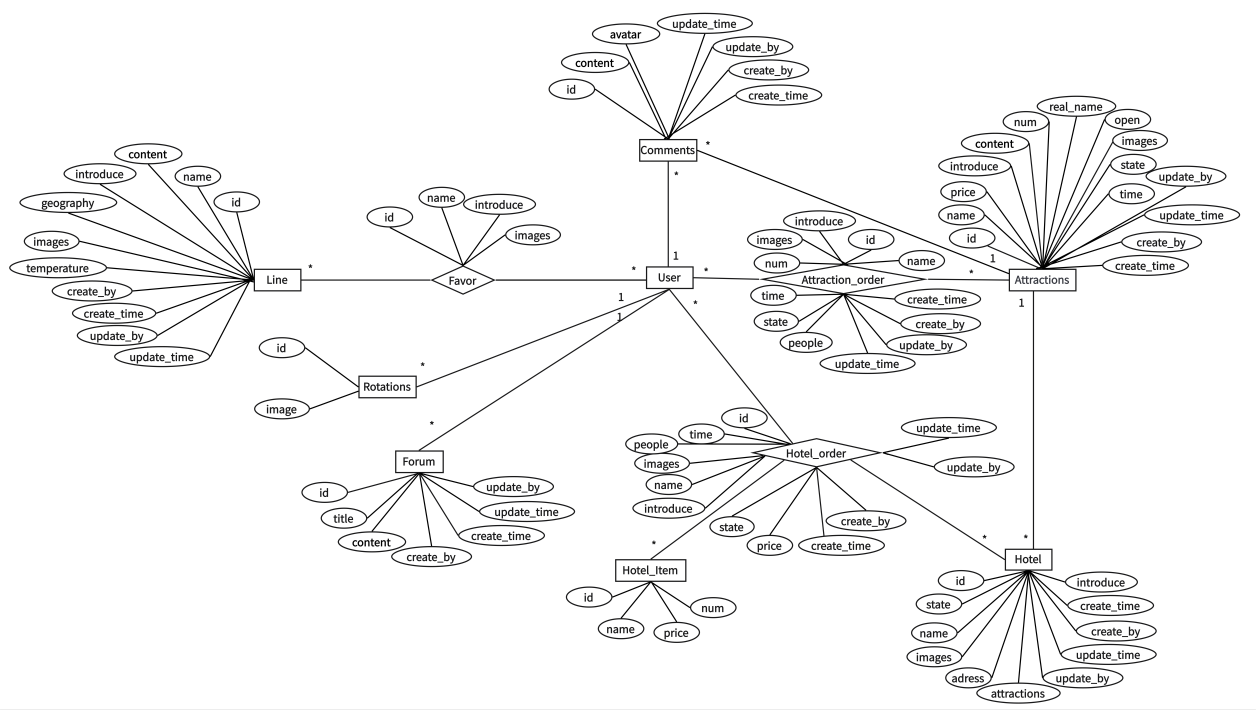 update_time
avatar
update_by
content
create_by
id
create_time
Comments
*
*
1
real_name
num
open
content
images
introduce
state
update_by
price
time
name
update_time
id
create_by
1
create_time
Attractions
1
content
introduce
name
geography
id
images
temperature
create_by
create_time
update_by
update_time
Line
*
name
id
introduce
images
Favor
*
User
*
introduce
images
id
num
name
Attraction_order
*
time
create_time
state
create_by
people
update_by
update_time
1
1
*
id
*
Rotations
image
*
Forum
id
update_by
title
update_time
content
create_time
create_by
id
time
update_time
people
images
Hotel_order
update_by
name
introduce
state
create_by
price
create_time
*
Hotel_Item
id
num
name
price
*
*
Hotel
id
introduce
state
create_time
name
create_by
images
update_time
adress
update_by
attractions